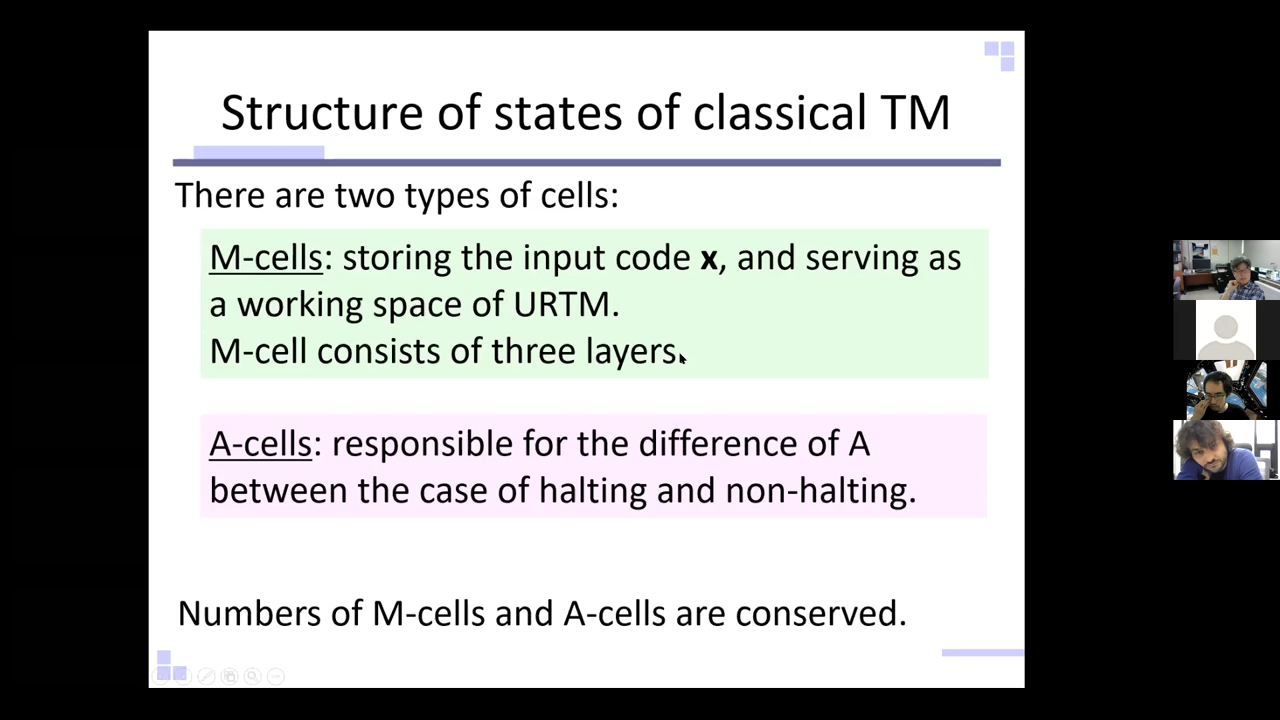 Structure of states of classical TM
There are two types of cells:
M-cells: storing the input code x, and serving as
a working space of URTM.
M-cell consists of three layers.
A-cells: responsible for the difference of A
between the case of halting and non-halting.
Numbers of M-cells and A-cells are conserved.